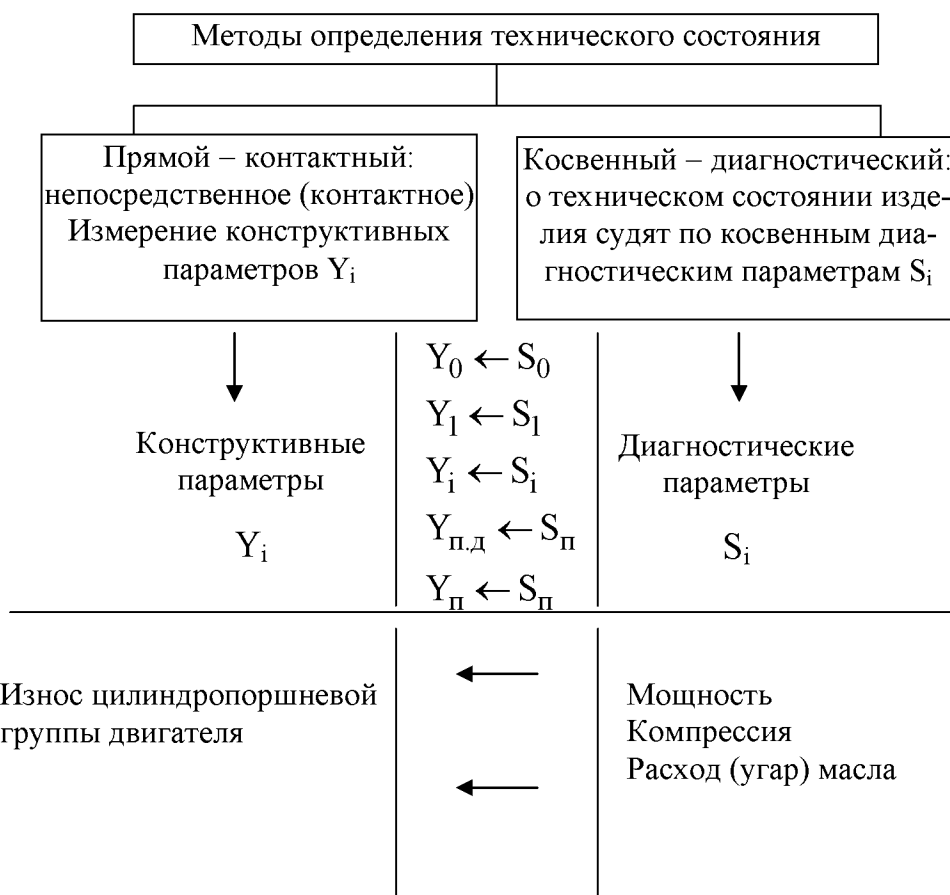 Методы определения технического состояния
Прямой – контактный:
непосредственное (контактное)
Измерение конструктивных
параметров Yi
Косвенный – диагностический:
о техническом состоянии изде-
лия судят по косвенным диа-
гностическим параметрам Si
Y0 ← S0
Y1 ← S1
Yi ← Si
Yп.д ← Sп
Yп ← Sп
Конструктивные
параметры
Yi
Диагностические
параметры
Si
Износ цилиндропоршневой
группы двигателя
Мощность
Компрессия
Расход (угар) масла